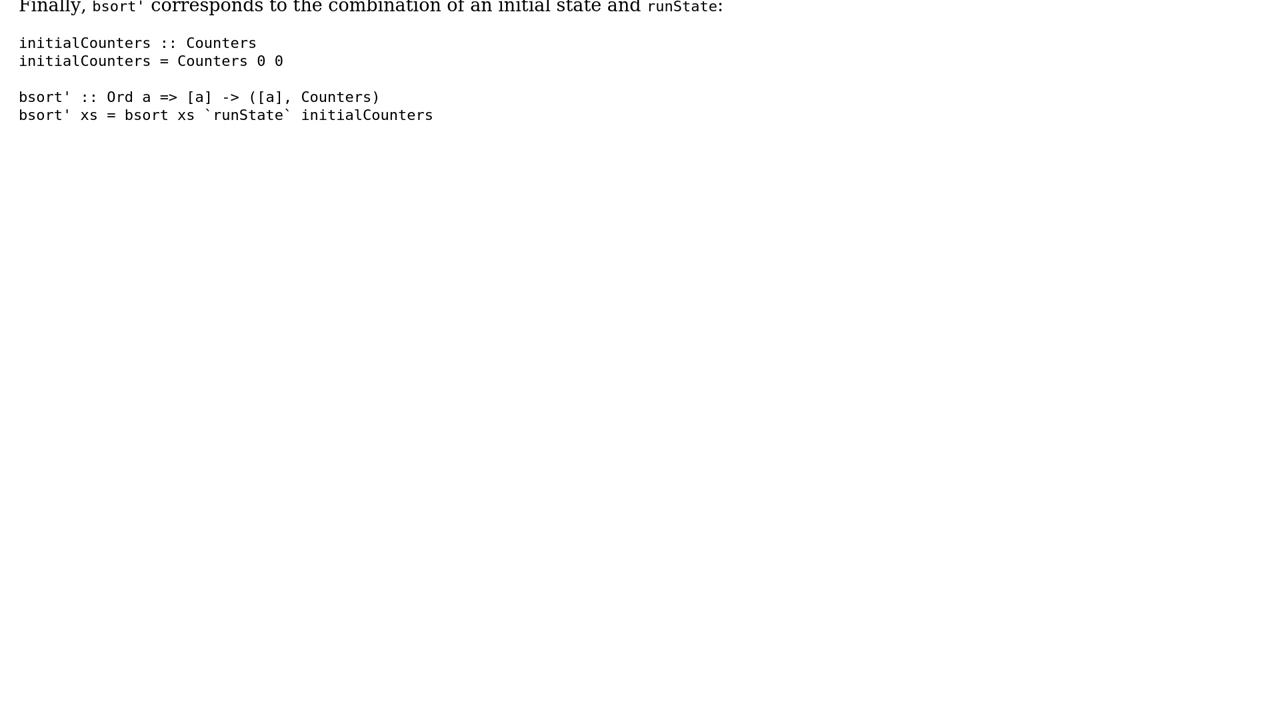 Finally, bsort' corresponds to the combination of an initial state and runState:
initialCounters :: Counters
initialCounters = Counters 0 0
bsort' :: Ord a => [a] -> ([a], Counters)
bsort' xs = bsort xs `runState` initialCounters